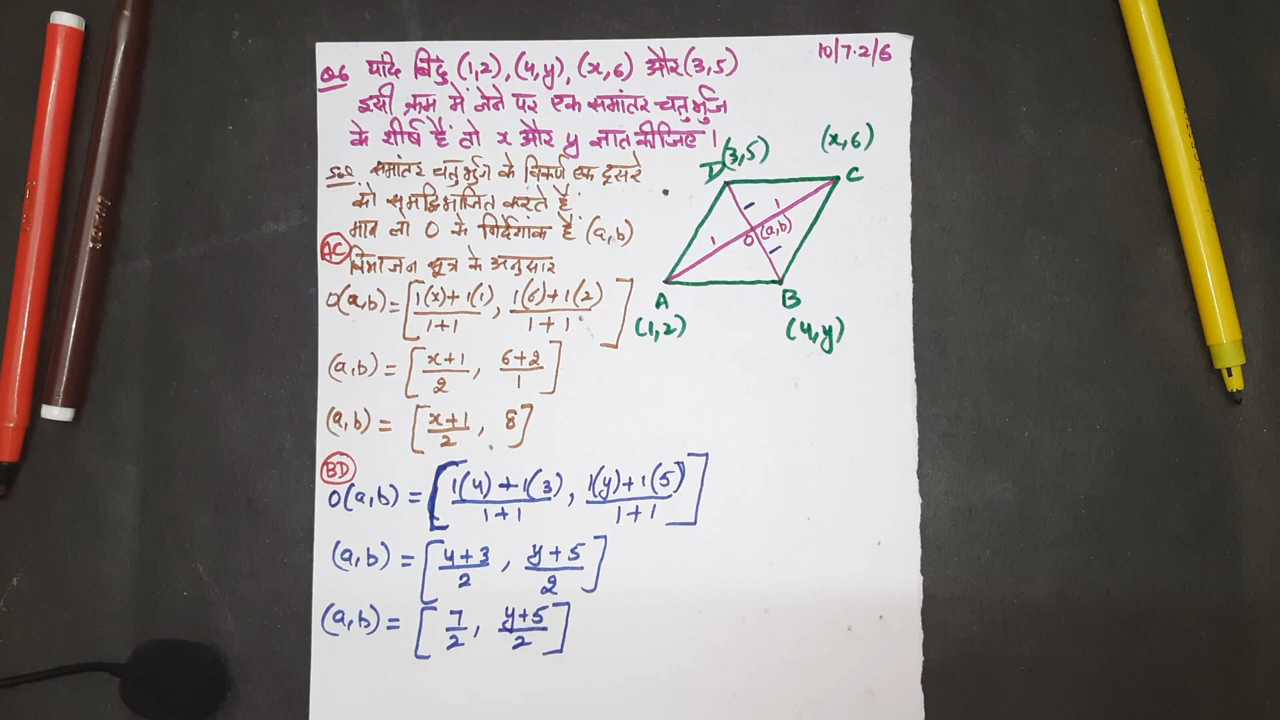 Q6 यदि बिंदु (1,2), (4,y), (x,6) और (3,5)
10/7.2/6
इसी क्रम में लेने पर एक समांतर चतुर्भुज
के शीर्ष हैं तो x और y ज्ञात कीजिए।
Sol समांतर चतुर्भुज के विकर्ण एक दूसरे
को समद्विभाजित करते हैं
मान लो O के निर्देशांक हैं (a,b)
AC विभाजन सूत्र के अनुसार
O(a,b) = [1(x)+1(1)/1+1, 1(6)+1(2)/1+1]
(a,b) = [x+1/2, 6+2/1]
(a,b) = [x+1/2, 8]
BD
O(a,b) = [1(4)+1(3)/1+1, 1(y)+1(5)/1+1]
(a,b) = [4+3/2, y+5/2]
(a,b) = [7/2, y+5/2]
D (3,5)
(x,6)
C
1
1
O (a,b)
A
B
(1,2)
(4,y)